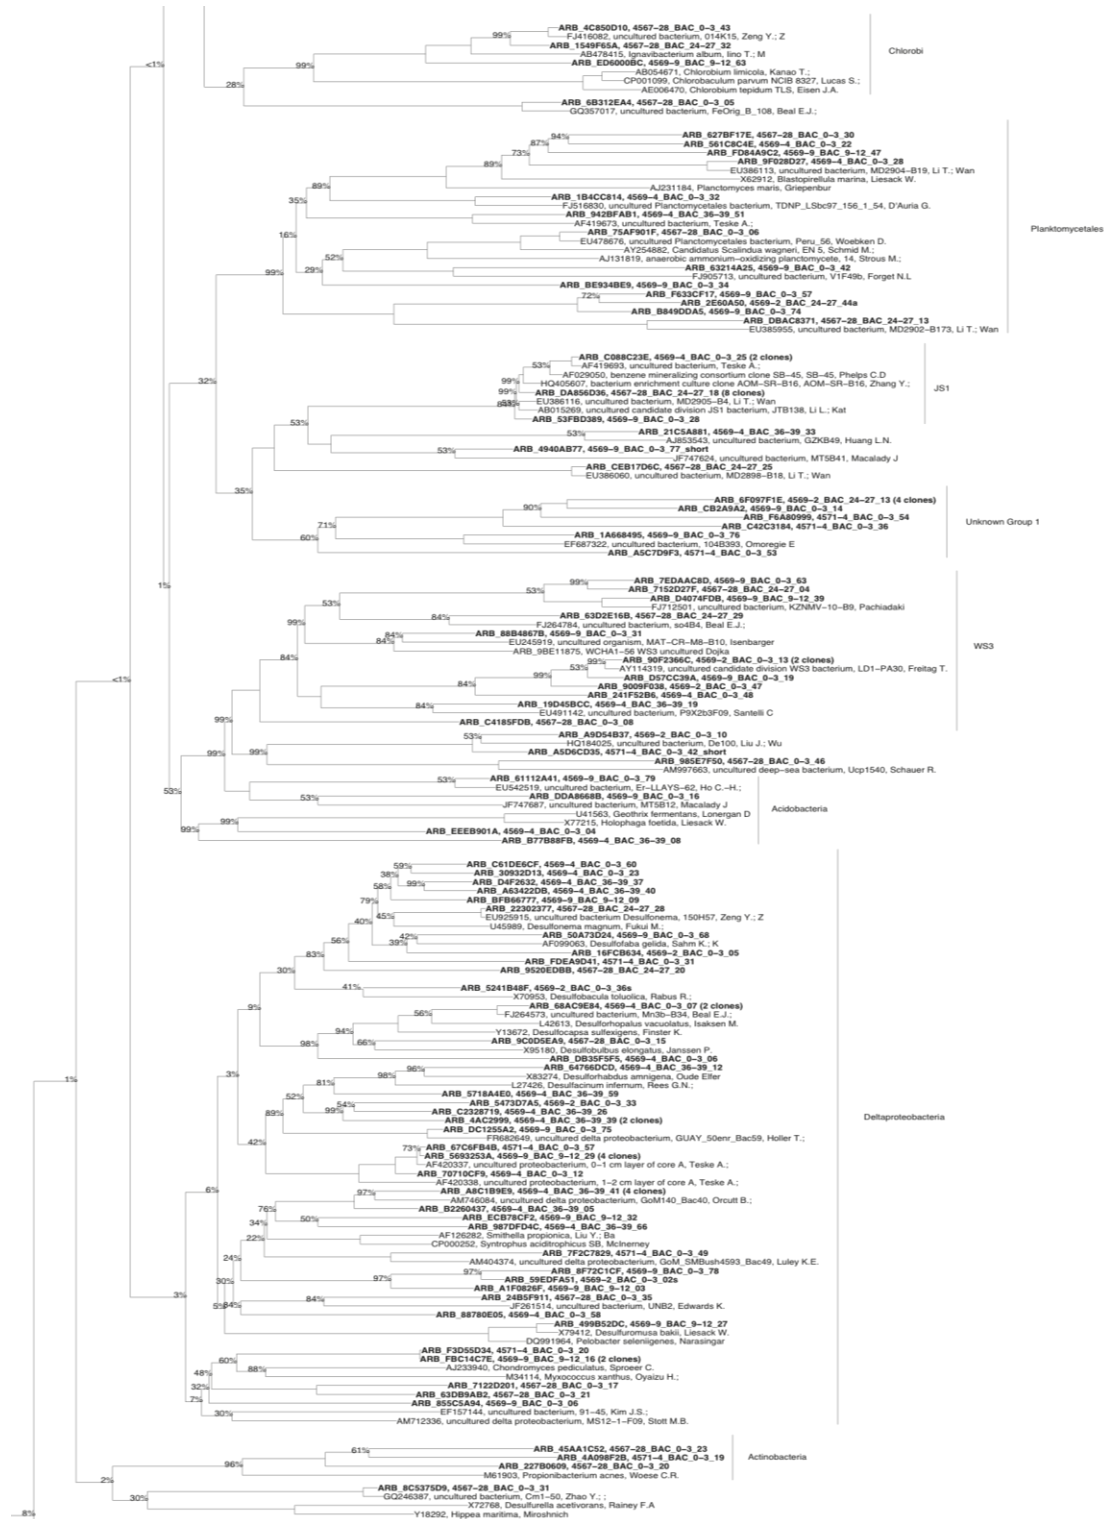 ARB_4C850D10, 4567-28_BAC_0-3_43
99%
FJ416082, uncultured bacterium, 014K15, Zeng Y.; Z
ARB_1549F65A, 4567-28_BAC_24-27_32
AB478415, Ignavibacterium album, Iino T.; M
Chlorobi
ARB_ED6000BC, 4569-9_BAC_9-12_63
<1%
99%
AB054671, Chlorobium limicola, Kanao T.;
CP001099, Chlorobaculum parvum NCIB 8327, Lucas S.;
28%
AE006470, Chlorobium tepidum TLS, Eisen J.A.
ARB_6B312EA4, 4567-28_BAC_0-3_05
GQ357017, uncultured bacterium, FeOrig_B_108, Beal E.J.;
94%
ARB_627BF17E, 4567-28_BAC_0-3_30
87%
ARB_561C8C4E, 4569-4_BAC_0-3_22
73%
ARB_FD84A9C2, 4569-9_BAC_9-12_47
89%
ARB_9F028D27, 4569-4_BAC_0-3_28
EU386113, uncultured bacterium, MD2904-B19, Li T.; Wan
X62912, Blastopirellula marina, Liesack W.
89%
AJ231184, Planctomyces maris, Griepenbur
35%
ARB_1B4CC814, 4569-4_BAC_0-3_32
FJ516830, uncultured Planctomycetales bacterium, TDNP_LSbc97_156_1_54, D'Auria G.
ARB_942BFAB1, 4569-4_BAC_36-39_51
AF419673, uncultured bacterium, Teske A.;
Planktomycetales
16%
ARB_75AF901F, 4567-28_BAC_0-3_06
EU478676, uncultured Planctomycetales bacterium, Peru_56, Woebken D.
AY254882, Candidatus Scalindua wagneri, EN 5, Schmid M.;
52%
AJ131819, anaerobic ammonium-oxidizing planctomycete, 14, Strous M.;
99%
29%
ARB_63214A25, 4569-9_BAC_0-3_42
FJ905713, uncultured bacterium, V1F49b, Forget N.L
ARB_BE934BE9, 4569-9_BAC_0-3_34
72%
ARB_F633CF17, 4569-9_BAC_0-3_57
ARB_2E60A50, 4569-2_BAC_24-27_44a
ARB_B849DDA5, 4569-9_BAC_0-3_74
ARB_DBAC8371, 4567-28_BAC_24-27_13
EU385955, uncultured bacterium, MD2902-B173, Li T.; Wan
ARB_C088C23E, 4569-4_BAC_0-3_25 (2 clones)
53%
AF419693, uncultured bacterium, Teske A.;
AF029050, benzene mineralizing consortium clone SB-45, SB-45, Phelps C.D
32%
99%
HQ405607, bacterium enrichment culture clone AOM-SR-B16, AOM-SR-B16, Zhang Y.;
JS1
99%
ARB_DA856D36, 4567-28_BAC_24-27_18 (8 clones)
EU386116, uncultured bacterium, MD2905-B4, Li T.; Wan
AB015269, uncultured candidate division JS1 bacterium, JTB138, Li L.; Kat
53%
ARB_53FBD389, 4569-9_BAC_0-3_28
53%
ARB_21C5A881, 4569-4_BAC_36-39_33
AJ853543, uncultured bacterium, GZKB49, Huang L.N.
53%
ARB_4940AB77, 4569-9_BAC_0-3_77_short
JF747624, uncultured bacterium, MT5B41, Macalady J
ARB_CEB17D6C, 4567-28_BAC_24-27_25
EU386060, uncultured bacterium, MD2898-B18, Li T.; Wan
35%
ARB_6F097F1E, 4569-2_BAC_24-27_13 (4 clones)
90%
ARB_CB2A9A2, 4569-9_BAC_0-3_14
ARB_F6A80999, 4571-4_BAC_0-3_54
Unknown Group 1
71%
ARB_C42C3184, 4571-4_BAC_0-3_36
60%
ARB_1A668495, 4569-9_BAC_0-3_76
EF687322, uncultured bacterium, 104B393, Omoregie E
ARB_A5C7D9F3, 4571-4_BAC_0-3_53
1%
99%
ARB_7EDAAC8D, 4569-9_BAC_0-3_63
53%
ARB_7152D27F, 4567-28_BAC_24-27_04
53%
ARB_D4074FDB, 4569-9_BAC_9-12_39
FJ712501, uncultured bacterium, KZNMV-10-B9, Pachiadaki
99%
84%
ARB_63D2E16B, 4567-28_BAC_24-27_29
FJ264784, uncultured bacterium, so4B4, Beal E.J.;
84%
ARB_88B4867B, 4569-9_BAC_0-3_31
84%
EU245919, uncultured organism, MAT-CR-M8-B10, Isenbarger
WS3
ARB_9BE11875, WCHA1-56 WS3 uncultured Dojka
84%
99%
ARB_90F2366C, 4569-2_BAC_0-3_13 (2 clones)
53%
AY114319, uncultured candidate division WS3 bacterium, LD1-PA30, Freitag T.
99%
ARB_D57CC39A, 4569-9_BAC_0-3_19
<1%
84%
ARB_9009F038, 4569-2_BAC_0-3_47
ARB_241F52B6, 4569-4_BAC_0-3_48
84%
ARB_19D45BCC, 4569-4_BAC_36-39_19
EU491142, uncultured bacterium, P9X2b3F09, Santelli C
99%
ARB_C4185FDB, 4567-28_BAC_0-3_08
53%
ARB_A9D54B37, 4569-2_BAC_0-3_10
HQ184025, uncultured bacterium, De100, Liu J.; Wu
99%
99%
ARB_A5D6CD35, 4571-4_BAC_0-3_42_short
ARB_985E7F50, 4567-28_BAC_0-3_46
AM997663, uncultured deep-sea bacterium, Ucp1540, Schauer R.
53%
53%
ARB_61112A41, 4569-9_BAC_0-3_79
EU542519, uncultured bacterium, Er-LLAYS-62, Ho C.-H.;
53%
ARB_DDA8668B, 4569-9_BAC_0-3_16
JF747687, uncultured bacterium, MT5B12, Macalady J
Acidobacteria
U41563, Geothrix fermentans, Lonergan D
99%
X77215, Holophaga foetida, Liesack W.
99%
ARB_EEEB901A, 4569-4_BAC_0-3_04
ARB_B77B88FB, 4569-4_BAC_36-39_08
59%
ARB_C61DE6CF, 4569-4_BAC_0-3_60
38%
ARB_30932D13, 4569-4_BAC_0-3_23
58%
99%
ARB_D4F2632, 4569-4_BAC_36-39_37
ARB_A63422DB, 4569-4_BAC_36-39_40
79%
ARB_BFB66777, 4569-9_BAC_9-12_09
45%
ARB_22302377, 4567-28_BAC_24-27_28
EU925915, uncultured bacterium Desulfonema, 150H57, Zeng Y.; Z
40%
U45989, Desulfonema magnum, Fukui M.;
56%
42%
ARB_50A73D24, 4569-9_BAC_0-3_68
39%
AF099063, Desulfofaba gelida, Sahm K.; K
83%
ARB_16FCB634, 4569-2_BAC_0-3_05
ARB_FDEA9D41, 4571-4_BAC_0-3_31
30%
ARB_9520EDBB, 4567-28_BAC_24-27_20
41%
ARB_5241B48F, 4569-2_BAC_0-3_36s
X70953, Desulfobacula toluolica, Rabus R.;
9%
ARB_68AC9E84, 4569-4_BAC_0-3_07 (2 clones)
56%
FJ264573, uncultured bacterium, Mn3b-B34, Beal E.J.;
L42613, Desulforhopalus vacuolatus, Isaksen M.
94%
Y13672, Desulfocapsa sulfexigens, Finster K.
98%
66%
ARB_9C0D5EA9, 4567-28_BAC_0-3_15
X95180, Desulfobulbus elongatus, Janssen P.
ARB_DB35F5F5, 4569-4_BAC_0-3_06
96%
ARB_64766DCD, 4569-4_BAC_36-39_12
3%
98%
X83274, Desulforhabdus amnigena, Oude Elfer
1%
81%
L27426, Desulfacinum infernum, Rees G.N.;
52%
ARB_5718A4E0, 4569-4_BAC_36-39_59
54%
ARB_5473D7A5, 4569-2_BAC_0-3_33
89%
99%
ARB_C2328719, 4569-4_BAC_36-39_26
ARB_4AC2999, 4569-4_BAC_36-39_39 (2 clones)
Deltaproteobacteria
ARB_DC1255A2, 4569-9_BAC_0-3_75
42%
FR682649, uncultured delta proteobacterium, GUAY_50enr_Bac59, Holler T.;
73%
ARB_67C6FB4B, 4571-4_BAC_0-3_57
ARB_5693253A, 4569-9_BAC_9-12_29 (4 clones)
AF420337, uncultured proteobacterium, 0-1 cm layer of core A, Teske A.;
ARB_70710CF9, 4569-4_BAC_0-3_12
AF420338, uncultured proteobacterium, 1-2 cm layer of core A, Teske A.;
6%
97%
ARB_A8C1B9E9, 4569-4_BAC_36-39_41 (4 clones)
AM746084, uncultured delta proteobacterium, GoM140_Bac40, Orcutt B.;
76%
ARB_B2260437, 4569-4_BAC_36-39_05
34%
50%
ARB_ECB78CF2, 4569-9_BAC_9-12_32
ARB_987DFD4C, 4569-4_BAC_36-39_66
22%
AF126282, Smithella propionica, Liu Y.; Ba
CP000252, Syntrophus aciditrophicus SB, McInerney
24%
ARB_7F2C7829, 4571-4_BAC_0-3_49
AM404374, uncultured delta proteobacterium, GoM_SMBush4593_Bac49, Luley K.E.
97%
ARB_8F72C1CF, 4569-9_BAC_0-3_78
30%
97%
ARB_59EDFA51, 4569-2_BAC_0-3_02s
ARB_A1F0826F, 4569-9_BAC_9-12_03
3%
84%
ARB_24B5F911, 4567-28_BAC_0-3_35
5%
84%
JF261514, uncultured bacterium, UNB2, Edwards K.
ARB_88780E05, 4569-4_BAC_0-3_58
ARB_499B52DC, 4569-9_BAC_9-12_27
X79412, Desulfuromusa bakii, Liesack W.
DQ991964, Pelobacter seleniigenes, Narasingar
60%
ARB_F3D55D34, 4571-4_BAC_0-3_20
ARB_FBC14C7E, 4569-9_BAC_9-12_16 (2 clones)
48%
88%
AJ233940, Chondromyces pediculatus, Sproeer C.
M34114, Myxococcus xanthus, Oyaizu H.;
32%
ARB_7122D201, 4567-28_BAC_0-3_17
7%
ARB_63DB9AB2, 4567-28_BAC_0-3_21
ARB_855C5A94, 4569-9_BAC_0-3_06
30%
EF157144, uncultured bacterium, 91-45, Kim J.S.;
AM712336, uncultured delta proteobacterium, MS12-1-F09, Stott M.B.
61%
ARB_45AA1C52, 4567-28_BAC_0-3_23
ARB_4A098F2B, 4571-4_BAC_0-3_19
Actinobacteria
96%
ARB_227B0609, 4567-28_BAC_0-3_20
2%
M61903, Propionibacterium acnes, Woese C.R.
ARB_8C5375D9, 4567-28_BAC_0-3_31
30%
GQ246387, uncultured bacterium, Cm1-50, Zhao Y.; ;
X72768, Desulfurella acetivorans, Rainey F.A
8%
Y18292, Hippea maritima, Miroshnich